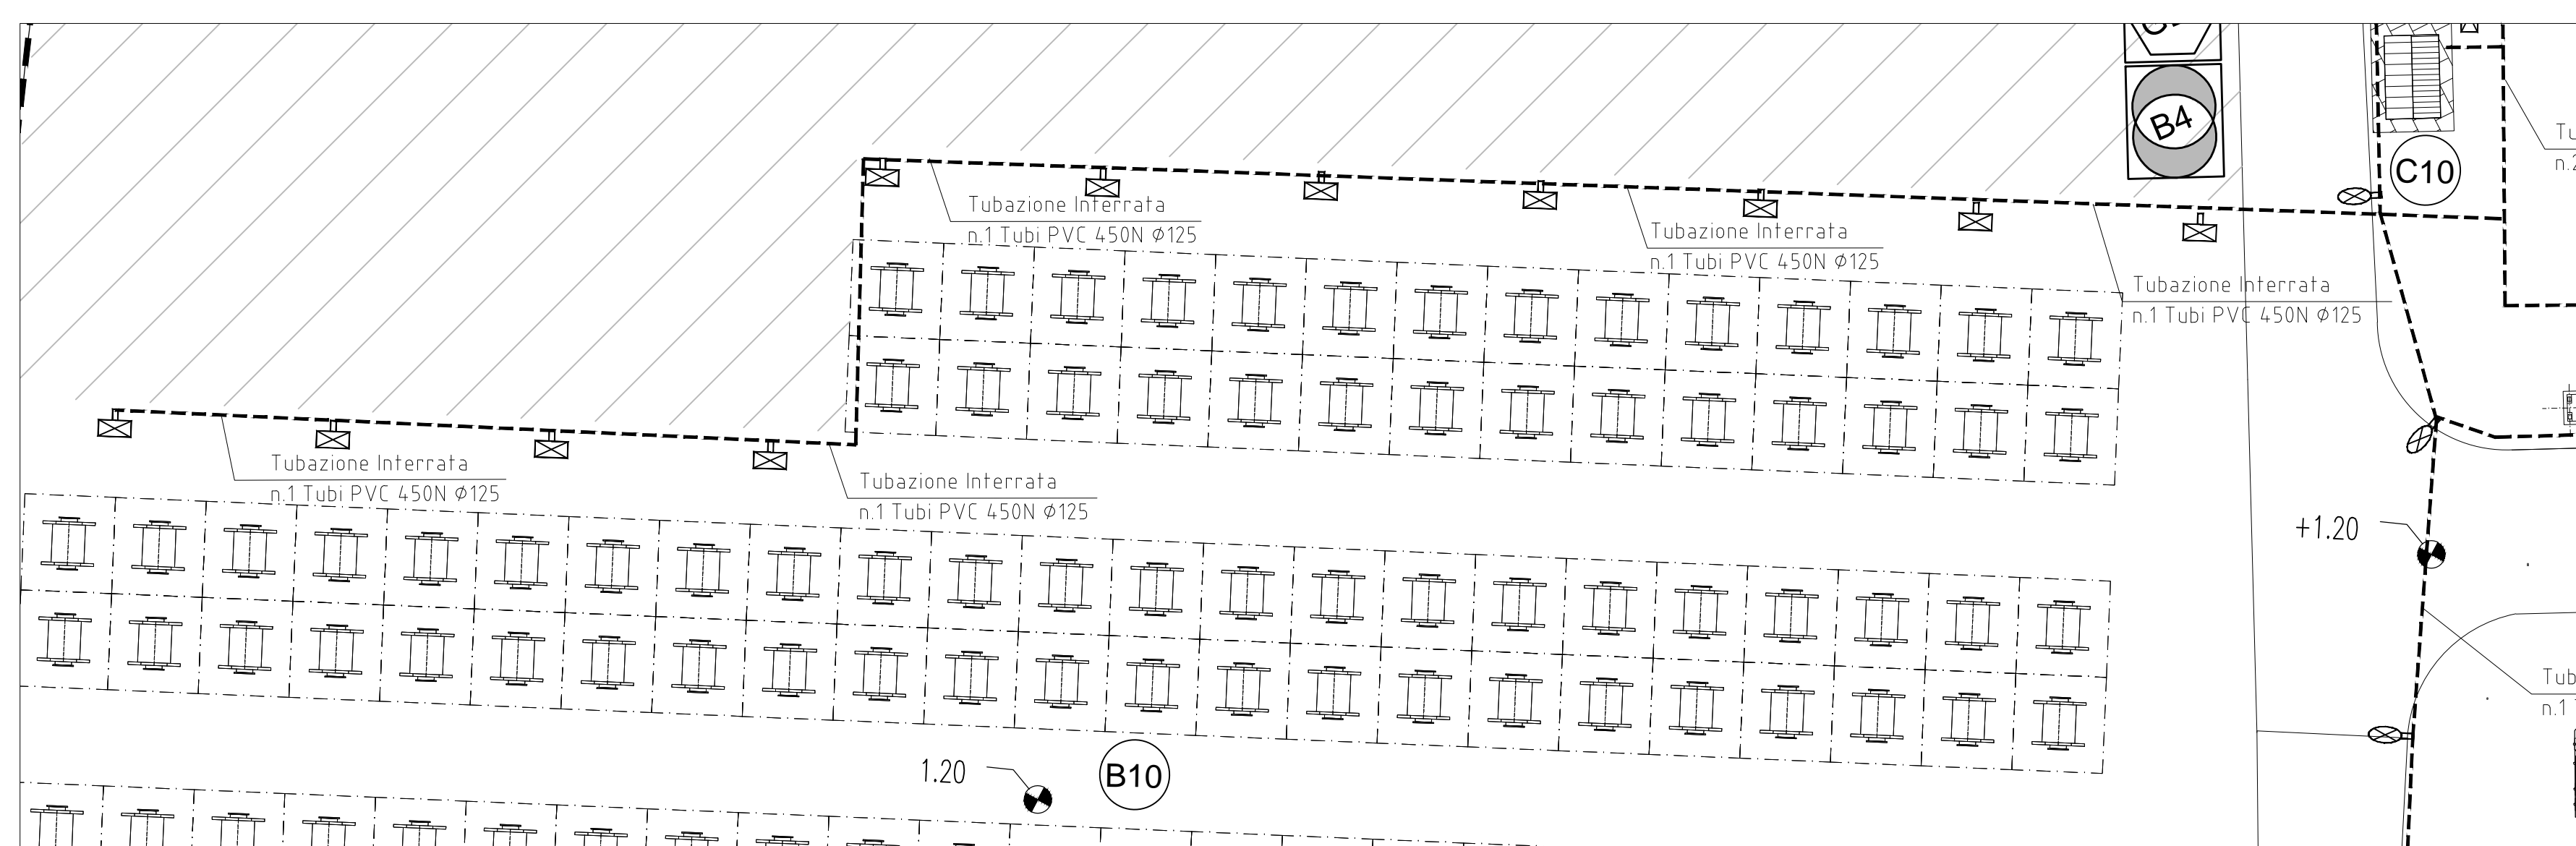 B4
C10
Tubazione Interrata
n.1 Tubi PVC 450N Ø125
Tubazione Interrata
n.1 Tubi PVC 450N Ø125
Tubazione Interrata
n.1 Tubi PVC 450N Ø125
Tubazione Interrata
n.1 Tubi PVC 450N Ø125
Tubazione Interrata
n.1 Tubi PVC 450N Ø125
+1.20
1.20
B10